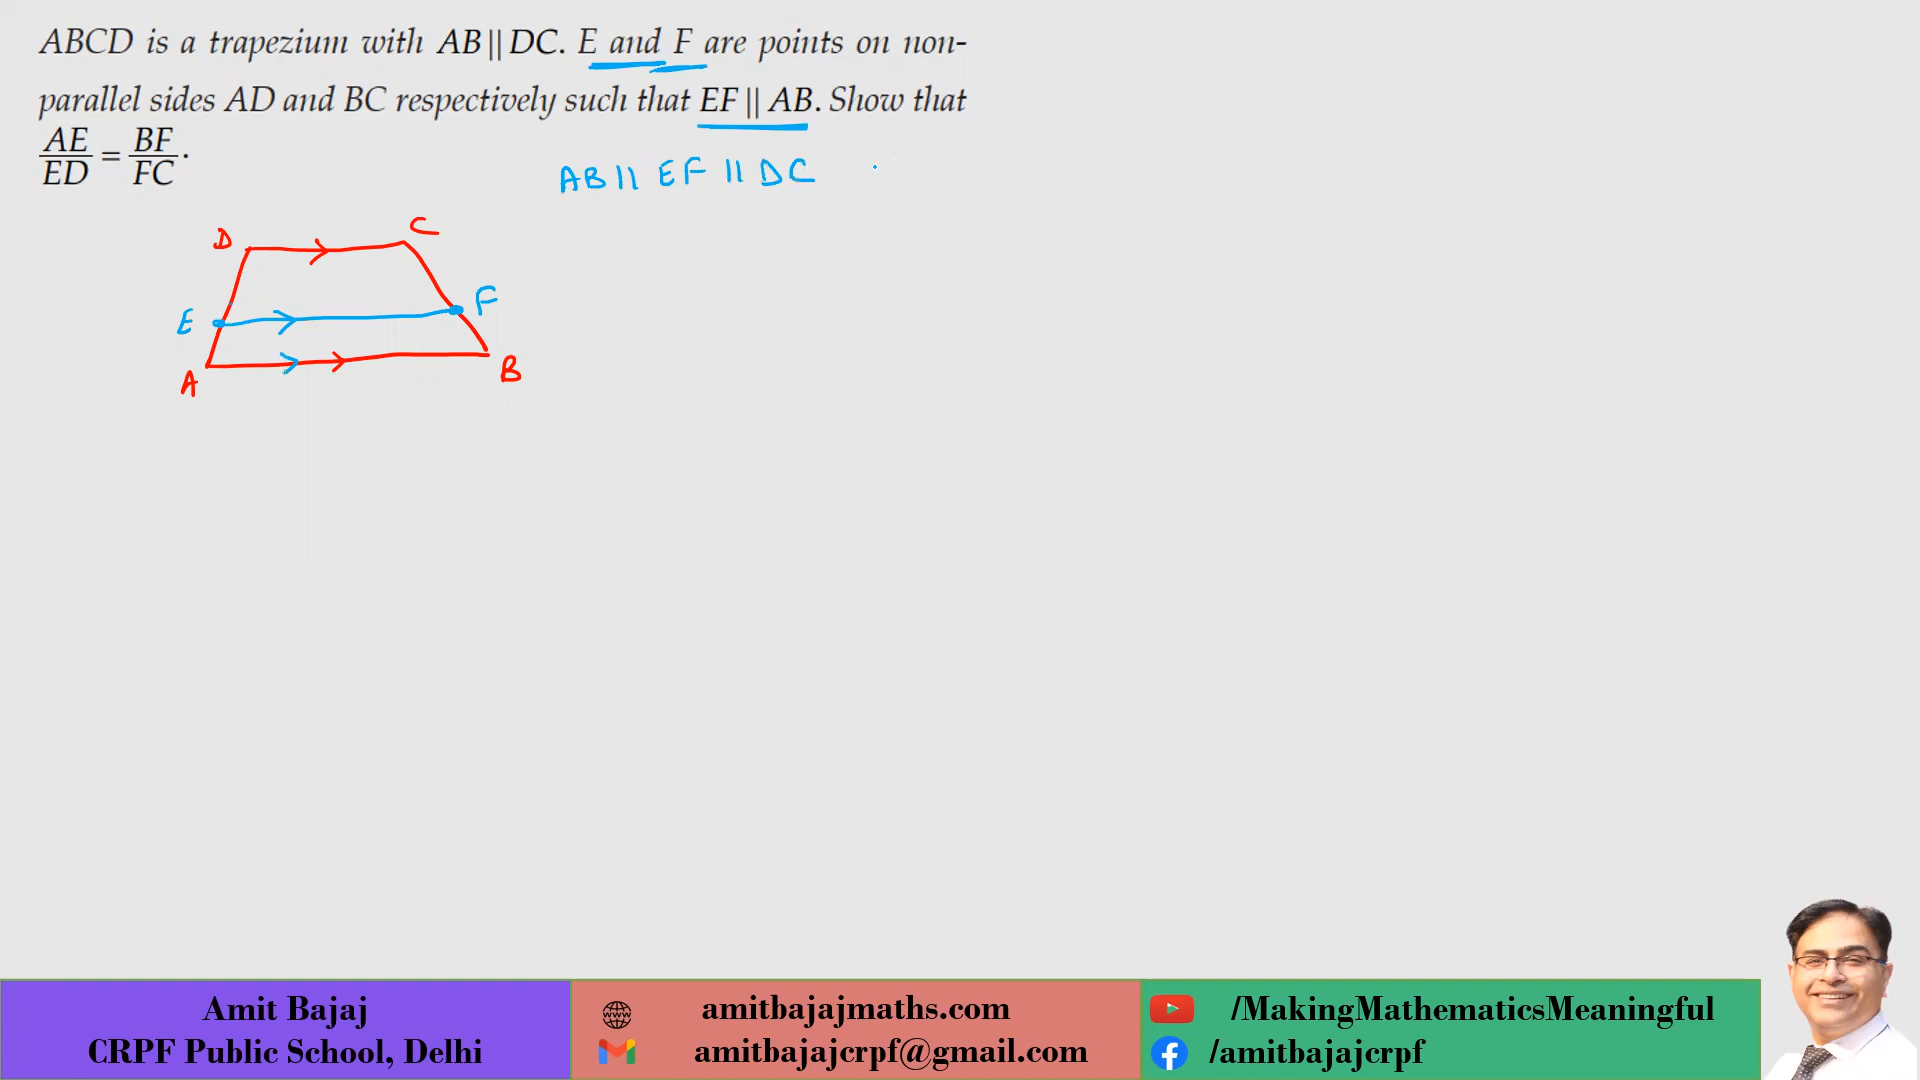 ABCD is a trapezium with AB || DC. E and F are points on non-
parallel sides AD and BC respectively such that EF || AB. Show that
AE/ED = BF/FC.
AB || EF || DC
D
C
E
F
A
B
Amit Bajaj
CRPF Public School, Delhi
www
amitbajajmaths.com
amitbajajcrpf@gmail.com
/MakingMathematicsMeaningful
/amitbajajcrpf